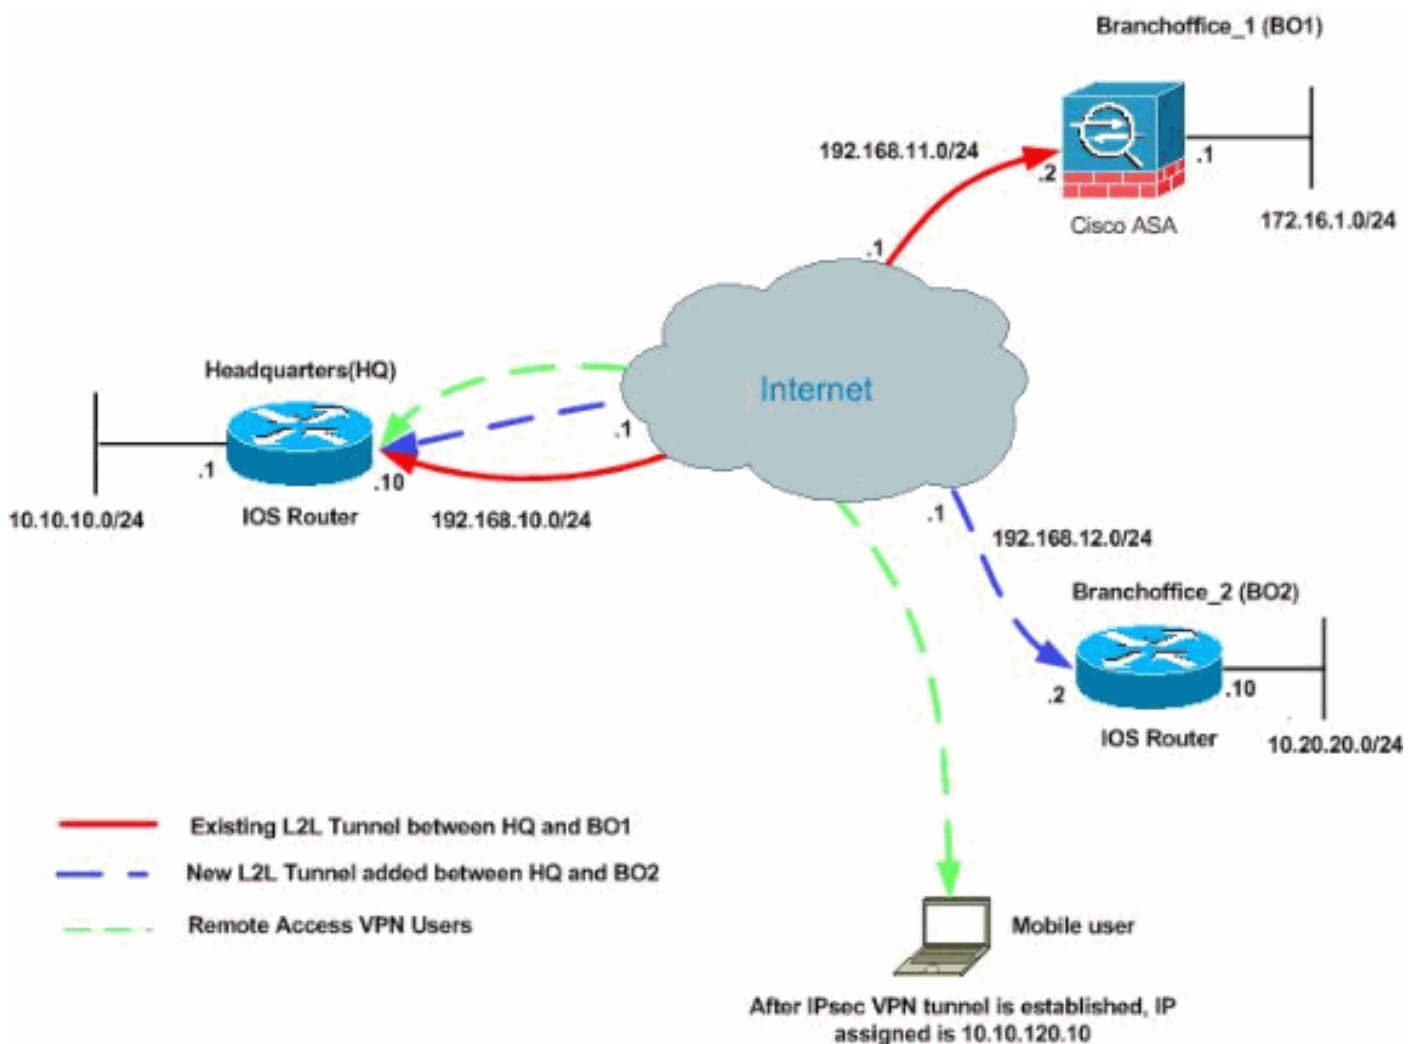 Branchoffice_1 (BO1)
192.168.11.0/24
.2
.1
Cisco ASA
172.16.1.0/24
.1
Headquarters(HQ)
Internet
.1
.1
.10
10.10.10.0/24
IOS Router
192.168.10.0/24
.1
192.168.12.0/24
Branchoffice_2 (BO2)
.2
.10
IOS Router
10.20.20.0/24
Existing L2L Tunnel between HQ and BO1
New L2L Tunnel added between HQ and BO2
Remote Access VPN Users
Mobile user
After IPsec VPN tunnel is established, IP
assigned is 10.10.120.10